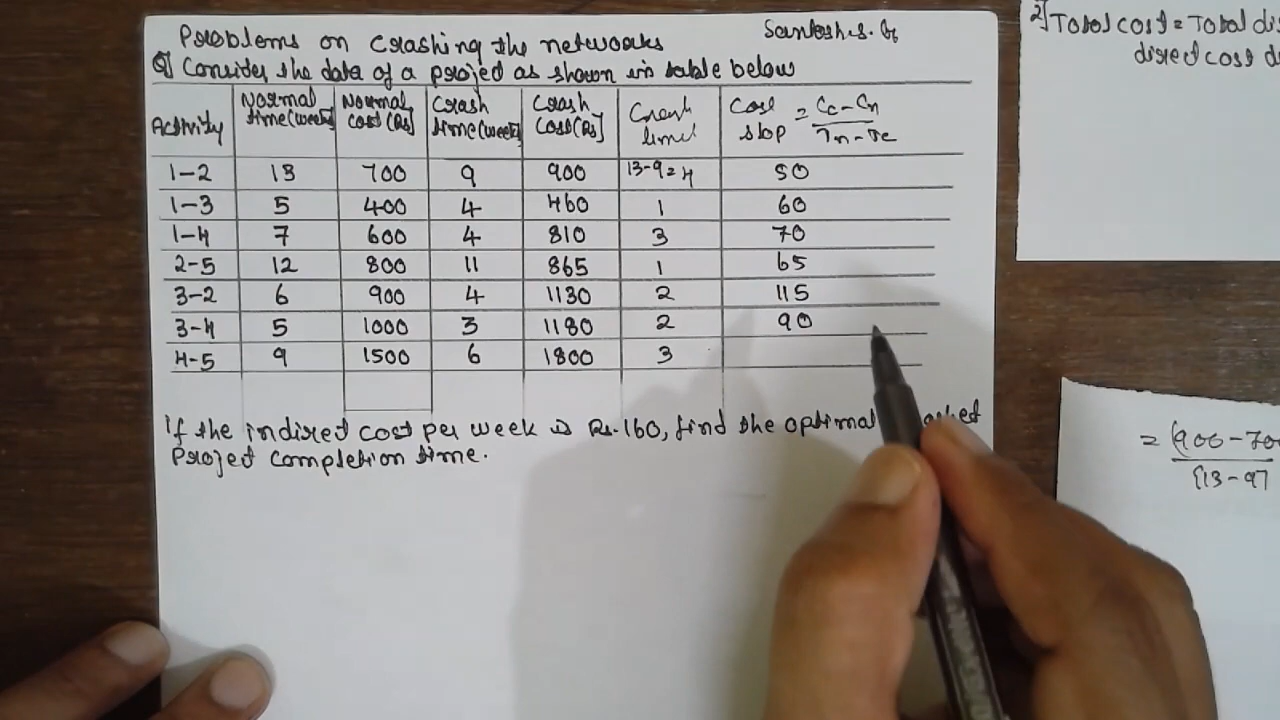 Problems on crashing the networks
Santosh.S.
Q] Consider the data of a project as shown in table below
Activity Normal time(week) Normal cost (Rs) Crash time(week) Crash cost(Rs) Crash limit Cost slop = Cc-Cn / Tn-Tc
1-2 13 700 9 900 13-9=4 50
1-3 5 400 4 460 1 60
1-4 7 600 4 810 3 70
2-5 12 800 11 865 1 65
3-2 6 900 4 1130 2 115
3-4 5 1000 3 1180 2 90
4-5 9 1500 6 1800 3
If the indirect cost per week is Rs.160, find the optimal
Project completion time.
2] Total cost = Total di
direct cost
= (900-70
(13-9)